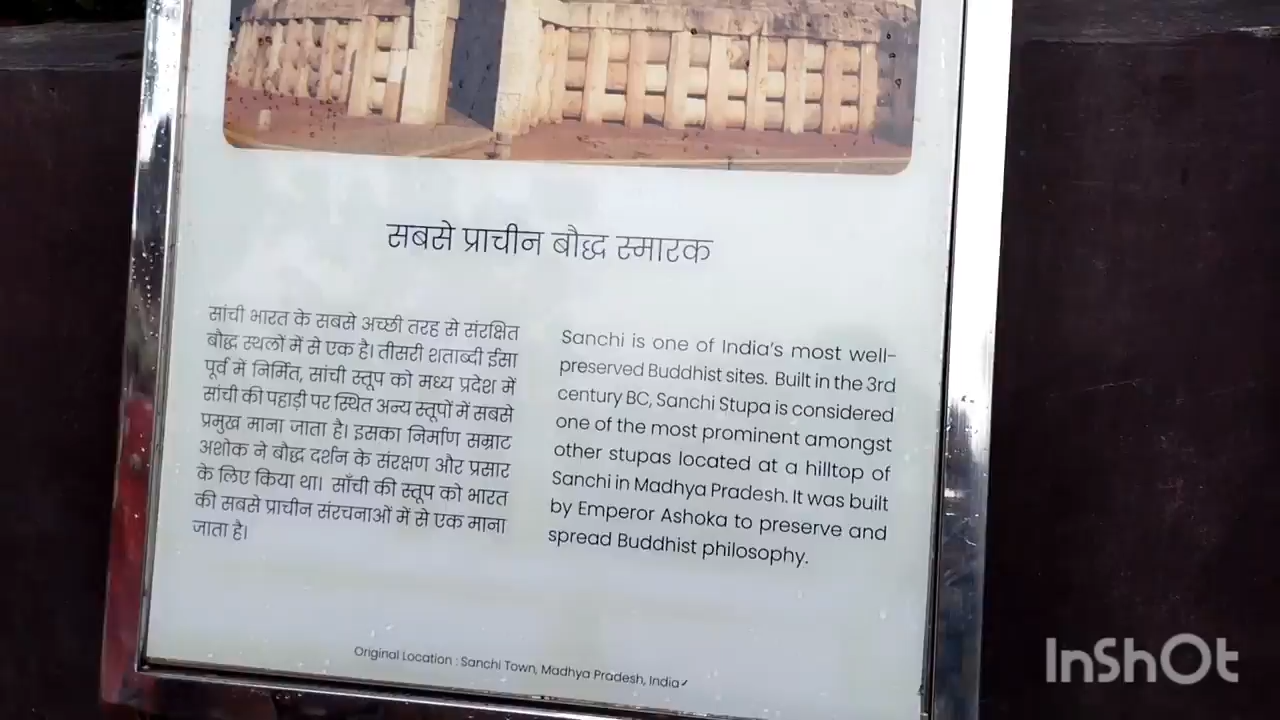 सबसे प्राचीन बौद्ध स्मारक
सांची भारत के सबसे अच्छी तरह से संरक्षित
बौद्ध स्थलों में से एक है। तीसरी शताब्दी ईसा
पूर्व में निर्मित, सांची स्तूप को मध्य प्रदेश में
सांची की पहाड़ी पर स्थित अन्य स्तूपों में सबसे
प्रमुख माना जाता है। इसका निर्माण सम्राट
अशोक ने बौद्ध दर्शन के संरक्षण और प्रसार
के लिए किया था। साँची की स्तूप को भारत
की सबसे प्राचीन संरचनाओं में से एक माना
जाता है।
Sanchi is one of India's most well-
preserved Buddhist sites. Built in the 3rd
century BC, Sanchi Stupa is considered
one of the most prominent amongst
other stupas located at a hilltop of
Sanchi in Madhya Pradesh. It was built
by Emperor Ashoka to preserve and
spread Buddhist philosophy.
Original Location : Sanchi Town, Madhya Pradesh, India✓
InShOt